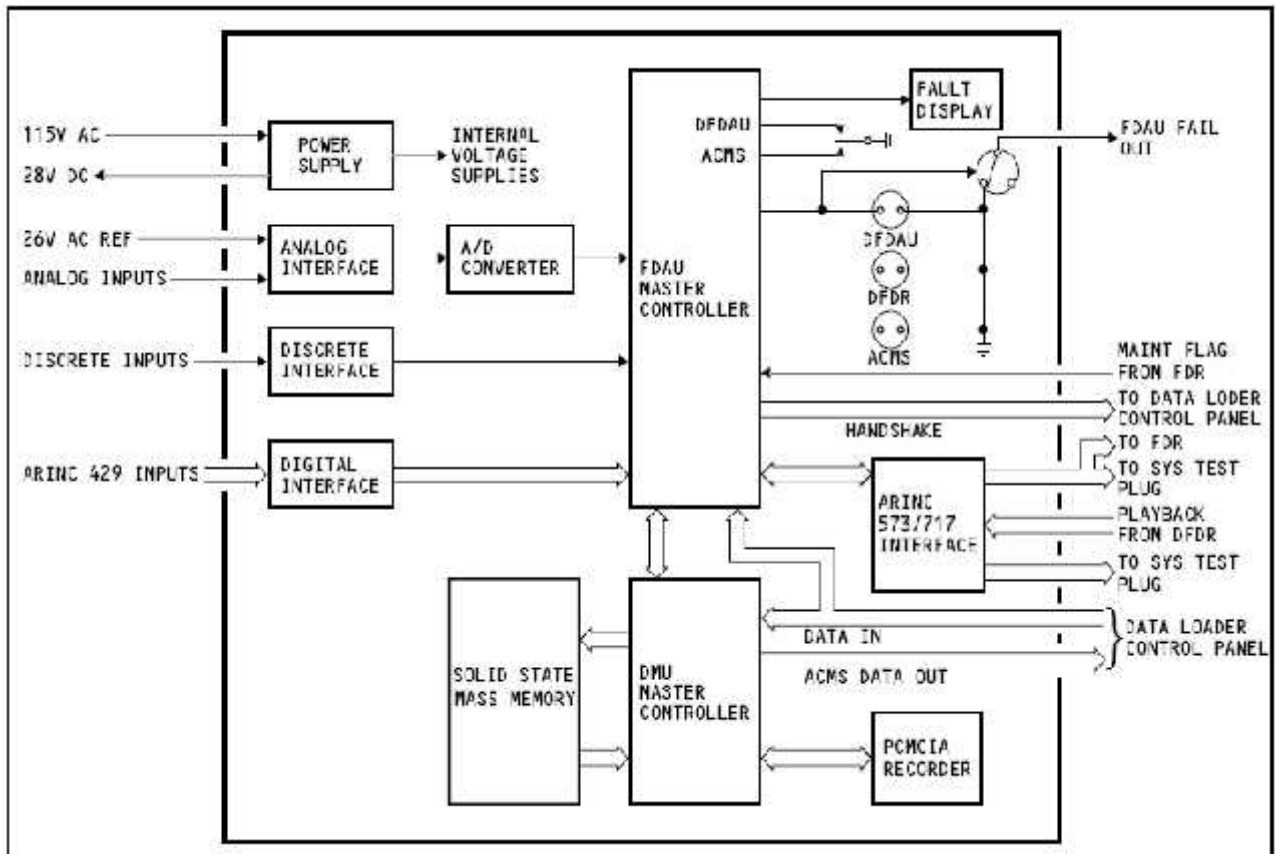 115V AC
28V DC
26V AC REF
ANALOG INPUTS
DISCRETE INPUTS
ARINC 429 INPUTS
POWER
SUPPLY
INTERNAL
VOLTAGE
SUPPLIES
ANALOG
INTERFACE
A/D
CONVERTER
DISCRETE
INTERFACE
DIGITAL
INTERFACE
FDAU
MASTER
CONTROLLER
DFDAU
ACMS
FAULT
DISPLAY
FDAU FAIL
OUT
DFDAU
DFDR
ACMS
MAINT FLAG
FROM FDR
TO DATA LODER
CONTROL PANEL
HANDSHAKE
TO FDR
TO SYS TEST
PLUG
ARINC
573/717
INTERFACE
PLAYBACK
FROM DFDR
TO SYS TEST
PLUG
SOLID STATE
MASS MEMORY
DMU
MASTER
CONTROLLER
DATA IN
ACMS DATA OUT
DATA LOADER
CONTROL PANEL
PCMCIA
RECORDER